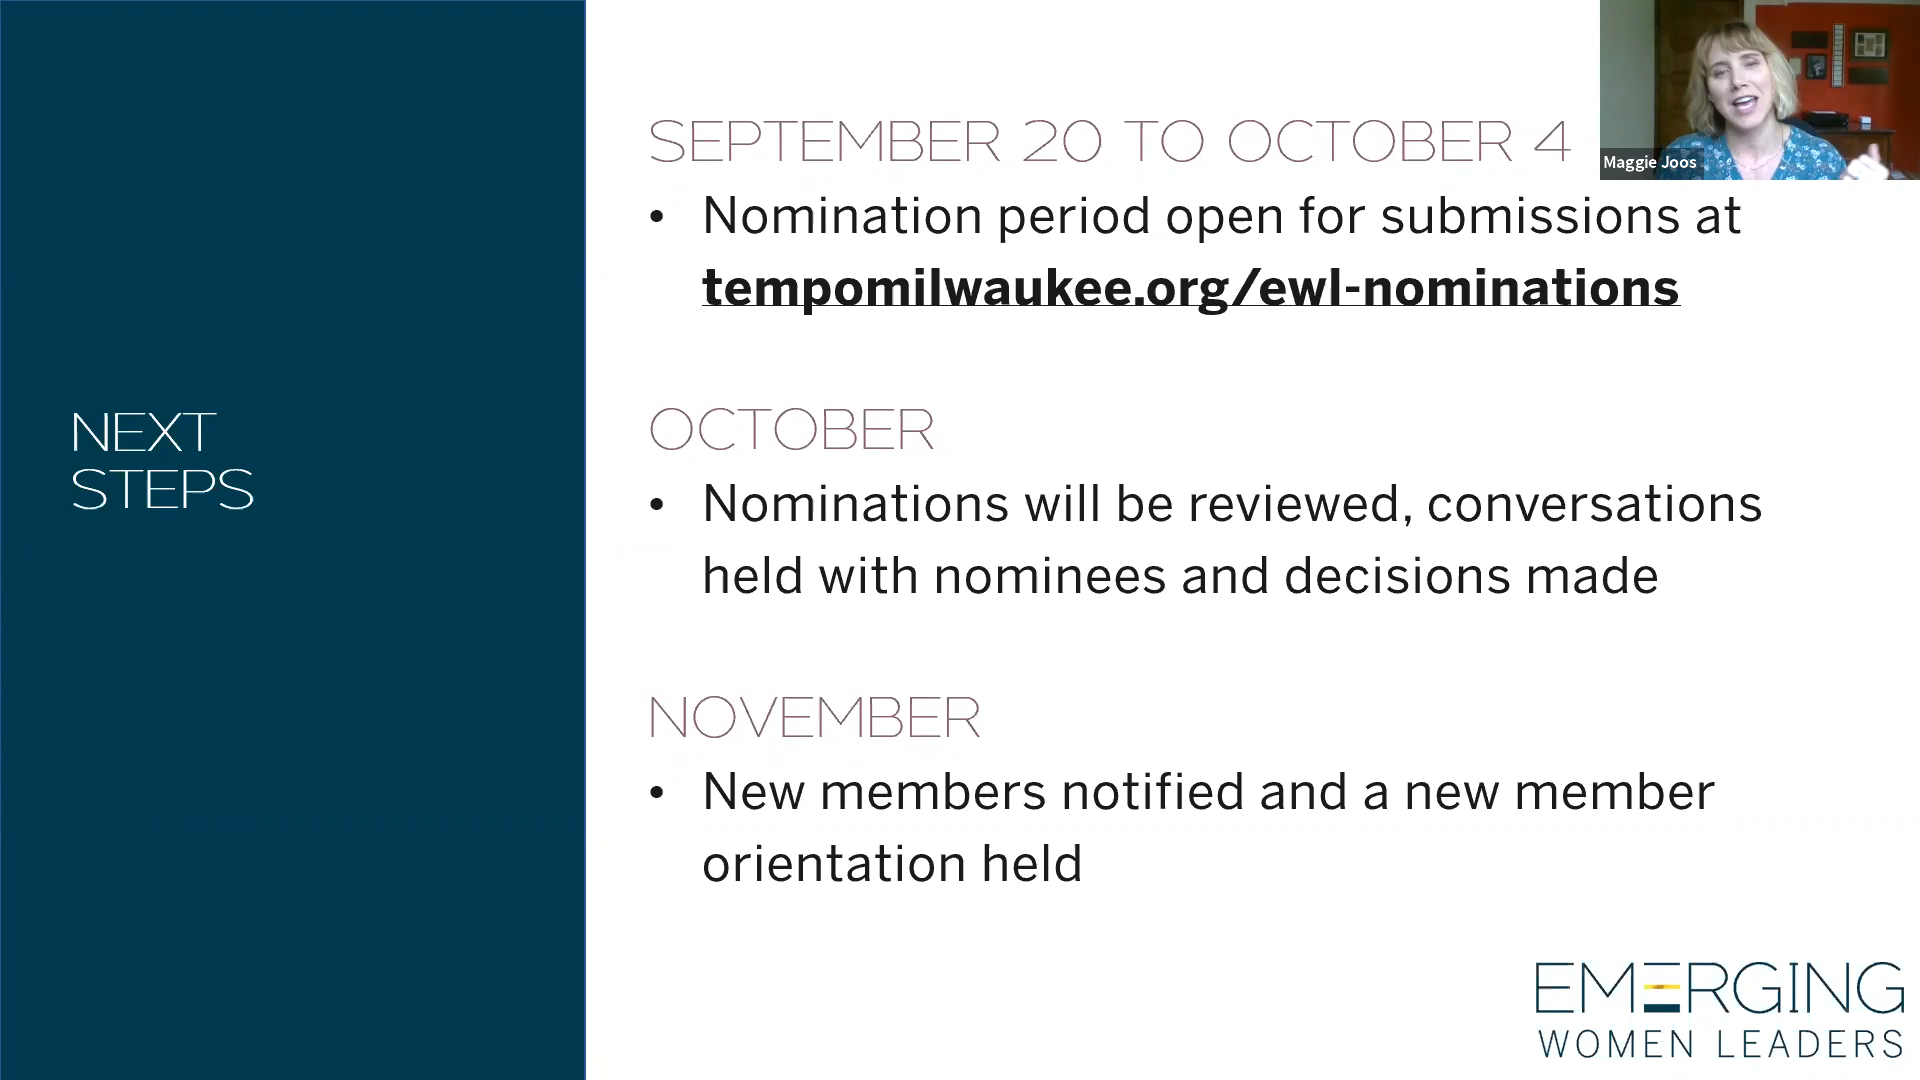 NEXT
STEPS
SEPTEMBER 20 TO OCTOBER 4
• Nomination period open for submissions at
tempomilwaukee.org/ewl-nominations
OCTOBER
• Nominations will be reviewed, conversations
held with nominees and decisions made
NOVEMBER
• New members notified and a new member
orientation held
Maggie Joos
EMERGING
WOMEN LEADERS